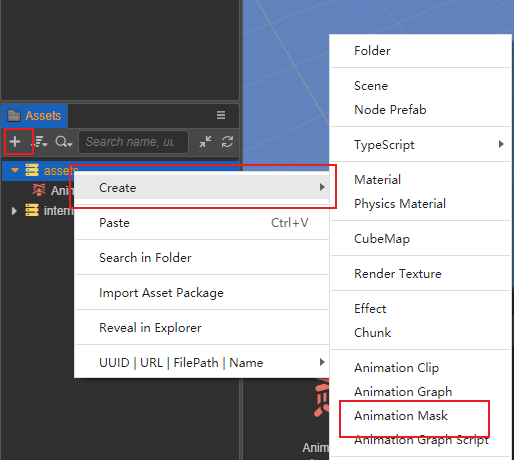 Assets
Search name, uu
assets
Anim
intern
Create
Paste Ctrl+V
Search in Folder
Import Asset Package
Reveal in Explorer
UUID | URL | FilePath | Name
Folder
Scene
Node Prefab
TypeScript
Material
Physics Material
CubeMap
Render Texture
Effect
Chunk
Animation Clip
Animation Graph
Animation Mask
Animation Graph Script
Anima